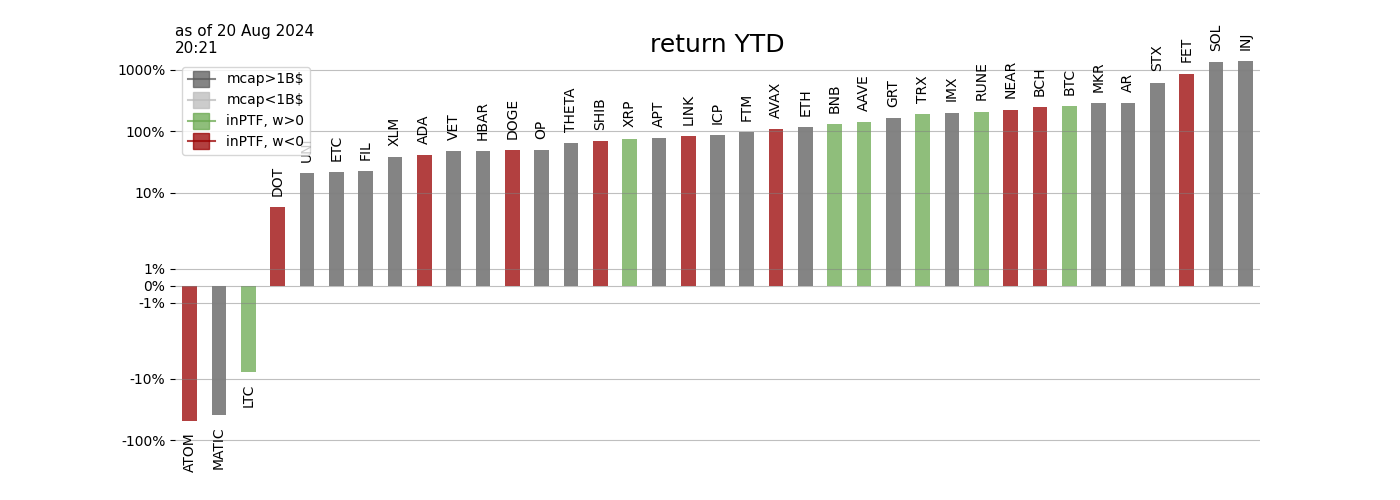 as of 20 Aug 2024
20:21
return YTD
mcap>1B$
mcap<1B$
inPTF, w>0
inPTF, w<0
1000%
100%
10%
1%
0%
-1%
-10%
-100%
ATOM
MATIC
LTC
DOT
UNI
ETC
FIL
XLM
ADA
VET
HBAR
DOGE
OP
THETA
SHIB
XRP
APT
LINK
ICP
FTM
AVAX
ETH
BNB
AAVE
GRT
TRX
IMX
RUNE
NEAR
BCH
BTC
MKR
AR
STX
FET
SOL
INJ